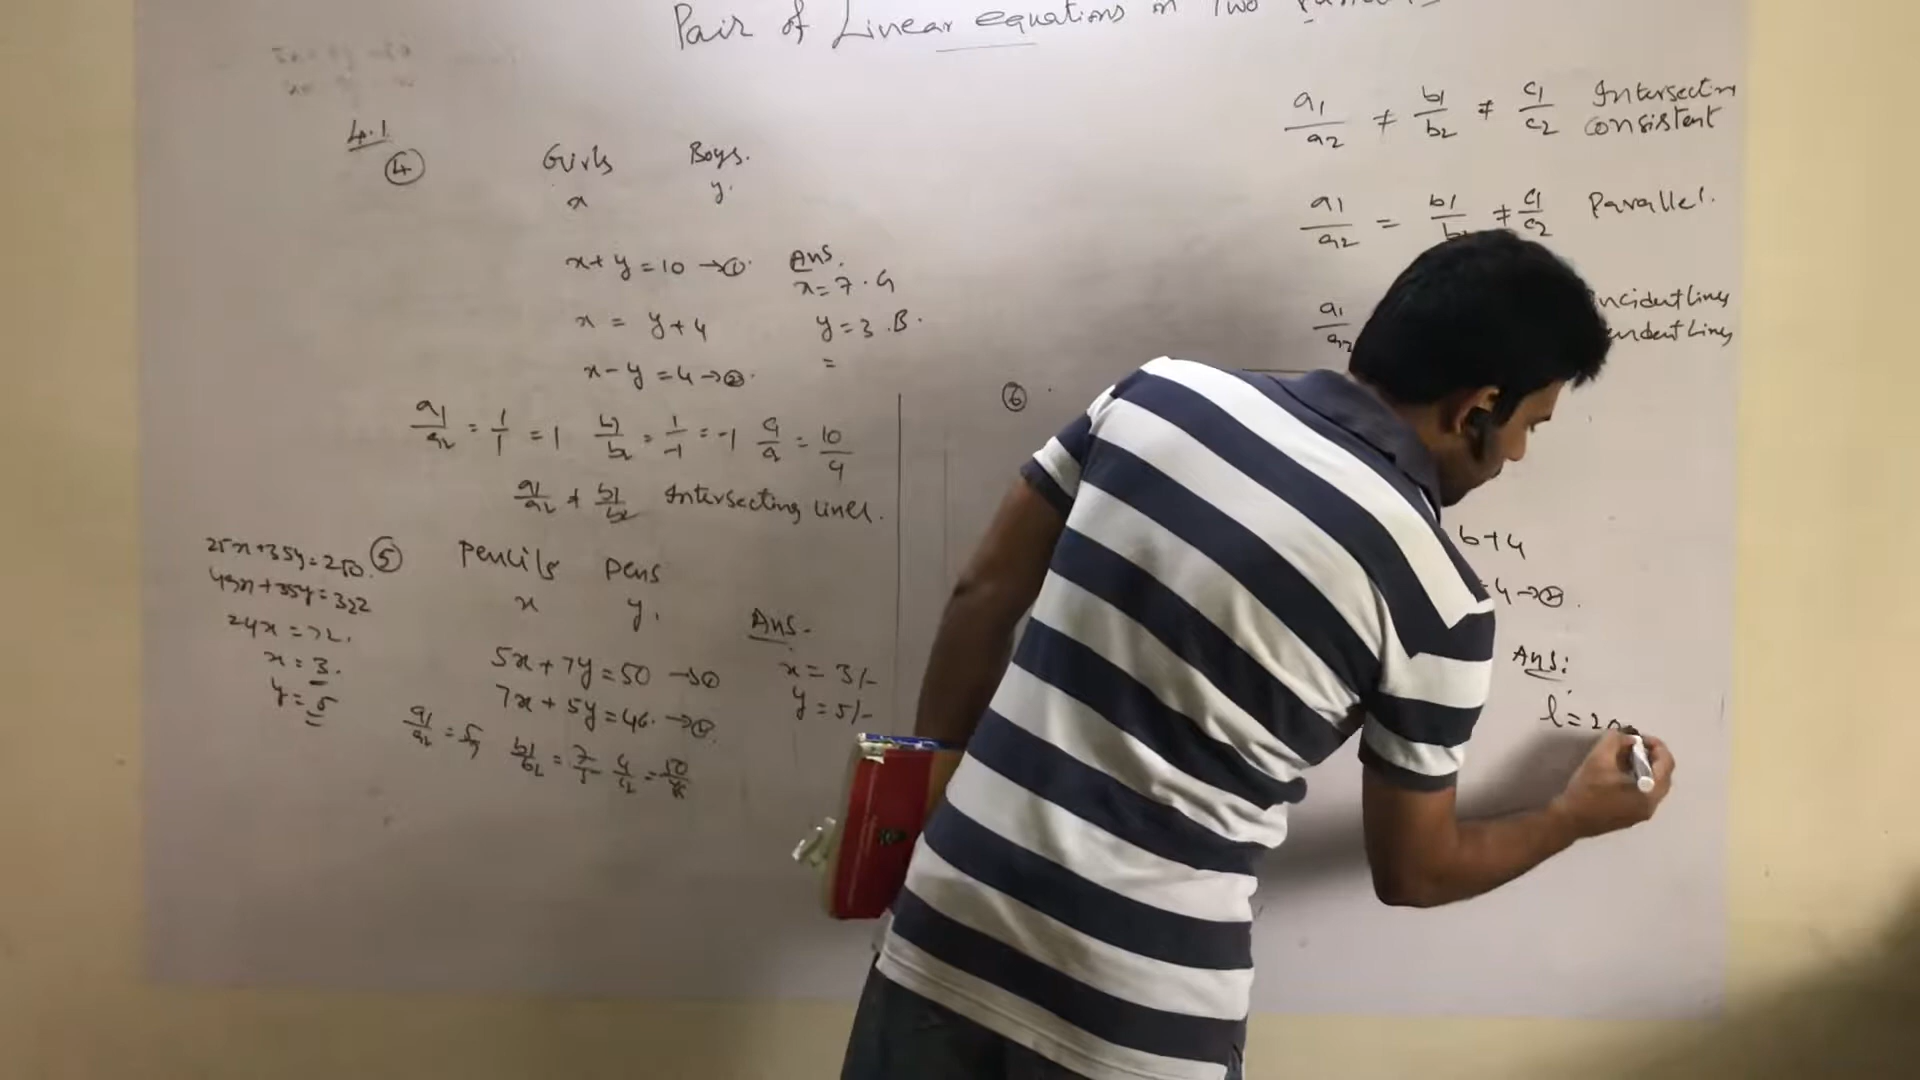 Pair of Linear equations in Two
4.1
④
Girls Boys.
x y.
x+y=10 →①.
x = y+4
x-y=4→②.
Ans.
x=7.G
y=3.B.
=
a1/a2 = 1/1 = 1 b1/b2 = 1/-1 = -1 c1/c2 = 10/4
a1/a2 ≠ b1/b2 Intersecting Lines.
⑤ Pencils Pens
x y.
5x+7y=50 →①
7x+5y=46. →②
Ans.
x=3/-
y=5/-
25x+35y=250.
49x+35y=322
24x=72.
x=3.
y=5
a1/a2 = 5/7 b1/b2 = 7/5 c1/c2 = 50/46
a1/a2 ≠ b1/b2 ≠ c1/c2 Intersecting
consistent
a1/a2 = b1/b2 ≠ c1/c2 Parallel.
a1/a2
ncident Lines
ndent Lines
⑥
b+4
4→②.
Ans:
l=20